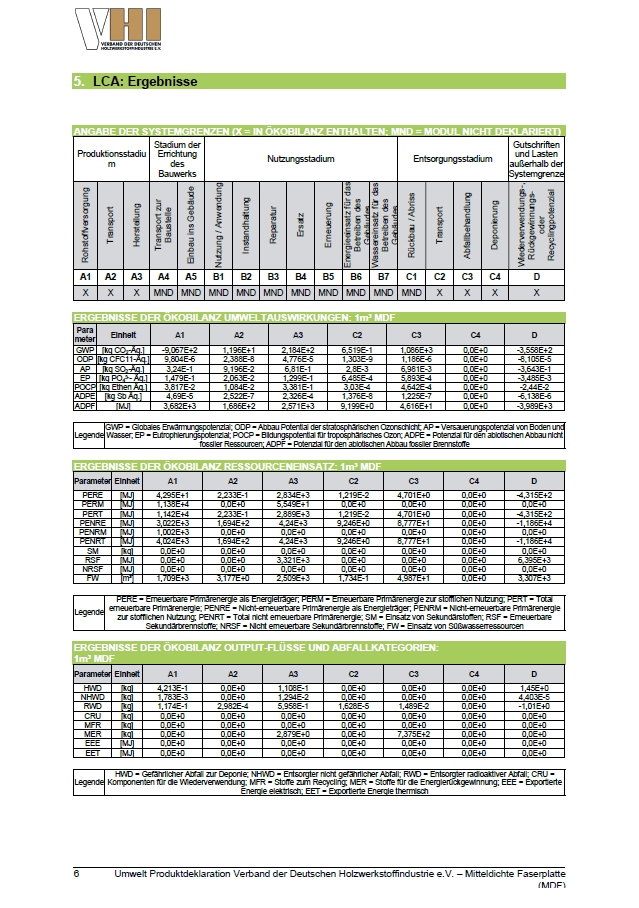 VHI
VERBAND DER DEUTSCHEN
HOLZWERKSTOFFINDUSTRIE E.V.
5. LCA: Ergebnisse
ANGABE DER SYSTEMGRENZEN (X = IN ÖKOBILANZ ENTHALTEN; MND = MODUL NICHT DEKLARIERT)
Produktionsstadiu
m
Stadium der
Errichtung
des
Bauwerks
Nutzungsstadium
Entsorgungsstadium
Gutschriften
und Lasten
außerhalb der
Systemgrenze
Rohstoffversorgung
Transport
Herstellung
Transport zur
Baustelle
Einbau ins Gebäude
Nutzung / Anwendung
Instandhaltung
Reparatur
Ersatz
Erneuerung
Energieeinsatz für das
Betreiben des
Gebäudes
Wassereinsatz für das
Betreiben des
Gebäudes
Rückbau / Abriss
Transport
Abfallbehandlung
Deponierung
Wiederverwendungs-,
Rückgewinnungs-
oder
Recyclingpotenzial
A1 A2 A3 A4 A5 B1 B2 B3 B4 B5 B6 B7 C1 C2 C3 C4 D
X X X MND MND MND MND MND MND MND MND MND MND X X X X
ERGEBNISSE DER ÖKOBILANZ UMWELTAUSWIRKUNGEN: 1m³ MDF
Para
meter Einheit A1 A2 A3 C2 C3 C4 D
GWP [kg CO₂-Äq.] -9,067E+2 1,196E+1 2,184E+2 6,519E-1 1,086E+3 0,0E+0 -3,558E+2
ODP [kg CFC11-Äq.] 9,804E-6 2,388E-8 4,776E-5 1,303E-9 1,186E-6 0,0E+0 -8,105E-5
AP [kg SO₂-Äq.] 3,24E-1 9,196E-2 6,81E-1 2,8E-3 6,981E-3 0,0E+0 -3,643E-1
EP [kg PO₄³- Äq.] 1,479E-1 2,063E-2 1,299E-1 6,485E-4 5,893E-4 0,0E+0 -3,485E-3
POCP [kg Ethen Äq.] 3,817E-2 1,084E-2 3,381E-1 3,03E-4 4,642E-4 0,0E+0 -2,44E-2
ADPE [kg Sb Äq.] 4,69E-5 2,522E-7 2,326E-4 1,376E-8 1,225E-7 0,0E+0 -6,138E-6
ADPF [MJ] 3,682E+3 1,686E+2 2,571E+3 9,199E+0 4,616E+1 0,0E+0 -3,989E+3
Legende
GWP = Globales Erwärmungspotenzial; ODP = Abbau Potential der stratosphärischen Ozonschicht; AP = Versauerungspotenzial von Boden und
Wasser; EP = Eutrophierungspotenzial; POCP = Bildungspotential für troposphärisches Ozon; ADPE = Potenzial für den abiotischen Abbau nicht
fossiler Ressourcen; ADPF = Potenzial für den abiotischen Abbau fossiler Brennstoffe
ERGEBNISSE DER ÖKOBILANZ RESSOURCENEINSATZ: 1m³ MDF
Parameter Einheit A1 A2 A3 C2 C3 C4 D
PERE [MJ] 4,295E+1 2,233E-1 2,834E+3 1,219E-2 4,701E+0 0,0E+0 -4,315E+2
PERM [MJ] 1,138E+4 0,0E+0 5,549E+1 0,0E+0 0,0E+0 0,0E+0 0,0E+0
PERT [MJ] 1,142E+4 2,233E-1 2,889E+3 1,219E-2 4,701E+0 0,0E+0 -4,315E+2
PENRE [MJ] 3,022E+3 1,694E+2 4,24E+3 9,246E+0 8,777E+1 0,0E+0 -1,186E+4
PENRM [MJ] 1,002E+3 0,0E+0 0,0E+0 0,0E+0 0,0E+0 0,0E+0 0,0E+0
PENRT [MJ] 4,024E+3 1,694E+2 4,24E+3 9,246E+0 8,777E+1 0,0E+0 -1,186E+4
SM [kg] 0,0E+0 0,0E+0 0,0E+0 0,0E+0 0,0E+0 0,0E+0 0,0E+0
RSF [MJ] 0,0E+0 0,0E+0 3,321E+3 0,0E+0 0,0E+0 0,0E+0 6,395E+3
NRSF [MJ] 0,0E+0 0,0E+0 0,0E+0 0,0E+0 0,0E+0 0,0E+0 0,0E+0
FW [m³] 1,709E+3 3,177E+0 2,509E+3 1,734E-1 4,987E+1 0,0E+0 3,307E+3
Legende
PERE = Erneuerbare Primärenergie als Energieträger; PERM = Erneuerbare Primärenergie zur stofflichen Nutzung; PERT = Total
erneuerbare Primärenergie; PENRE = Nicht-erneuerbare Primärenergie als Energieträger; PENRM = Nicht-erneuerbare Primärenergie
zur stofflichen Nutzung; PENRT = Total nicht erneuerbare Primärenergie; SM = Einsatz von Sekundärstoffen; RSF = Erneuerbare
Sekundärbrennstoffe; NRSF = Nicht erneuerbare Sekundärbrennstoffe; FW = Einsatz von Süßwasserressourcen
ERGEBNISSE DER ÖKOBILANZ OUTPUT-FLÜSSE UND ABFALLKATEGORIEN:
1m³ MDF
Parameter Einheit A1 A2 A3 C2 C3 C4 D
HWD [kg] 4,213E-1 0,0E+0 1,108E-1 0,0E+0 0,0E+0 0,0E+0 1,45E+0
NHWD [kg] 1,783E-3 0,0E+0 1,294E-2 0,0E+0 0,0E+0 0,0E+0 4,403E-5
RWD [kg] 1,174E-1 2,982E-4 5,958E-1 1,628E-5 1,489E-2 0,0E+0 -1,01E+0
CRU [kg] 0,0E+0 0,0E+0 0,0E+0 0,0E+0 0,0E+0 0,0E+0 0,0E+0
MFR [kg] 0,0E+0 0,0E+0 0,0E+0 0,0E+0 0,0E+0 0,0E+0 0,0E+0
MER [kg] 0,0E+0 0,0E+0 2,879E+0 0,0E+0 7,375E+2 0,0E+0 0,0E+0
EEE [MJ] 0,0E+0 0,0E+0 0,0E+0 0,0E+0 0,0E+0 0,0E+0 0,0E+0
EET [MJ] 0,0E+0 0,0E+0 0,0E+0 0,0E+0 0,0E+0 0,0E+0 0,0E+0
Legende
HWD = Gefährlicher Abfall zur Deponie; NHWD = Entsorgter nicht gefährlicher Abfall; RWD = Entsorgter radioaktiver Abfall; CRU =
Komponenten für die Wiederverwendung; MFR = Stoffe zum Recycling; MER = Stoffe für die Energierückgewinnung; EEE = Exportierte
Energie elektrisch; EET = Exportierte Energie thermisch
6 Umwelt Produktdeklaration Verband der Deutschen Holzwerkstoffindustrie e.V. – Mitteldichte Faserplatte
(MDF)